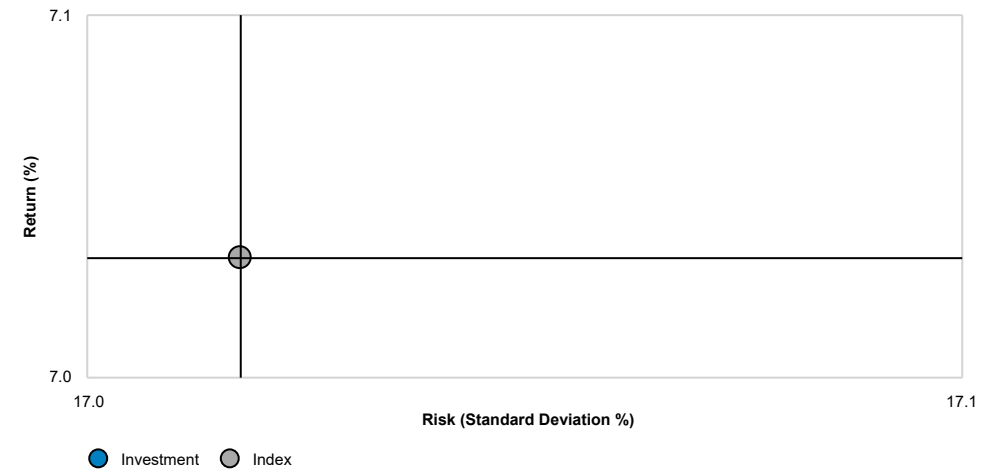 7.1
Return (%)
7.0
17.0
17.1
Risk (Standard Deviation %)
Investment
Index